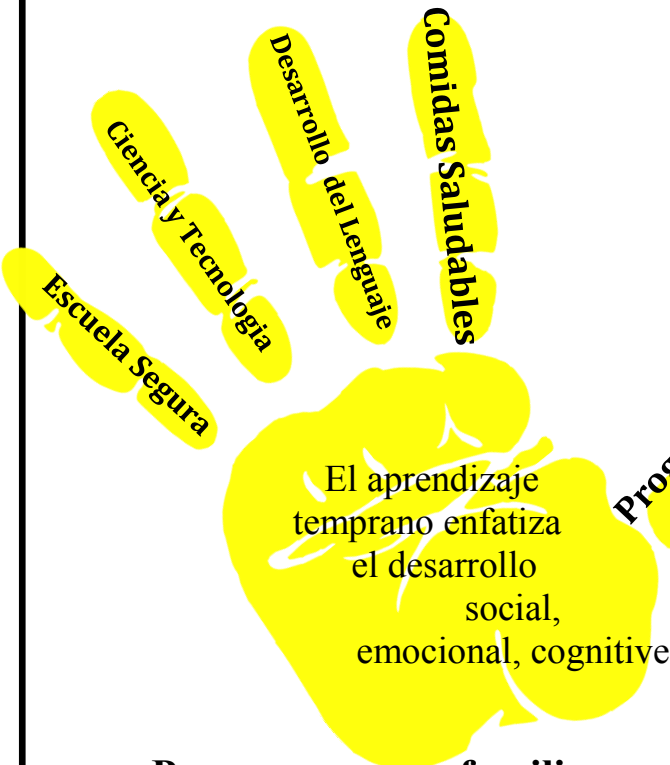 Escuela Segura
Ciencia y Tecnologia
Desarrollo del Lenguaje
Comidas Saludables
El aprendizaje
temprano enfatiza
el desarrollo
social,
emocional, cognitive